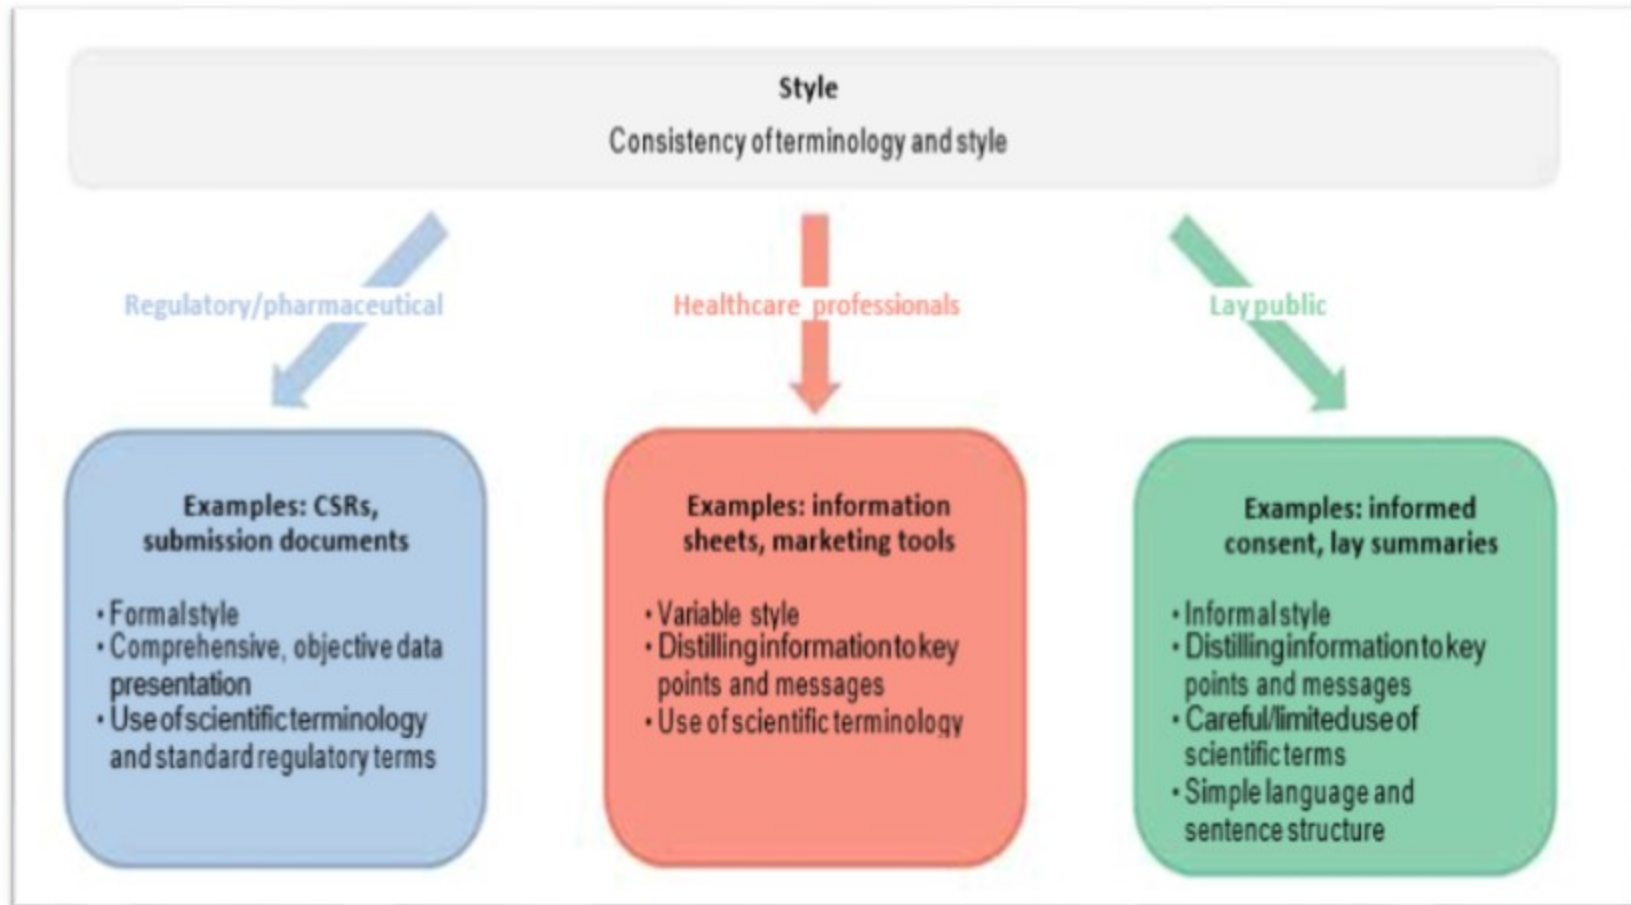 Style
Consistency of terminology and style
Regulatory/pharmaceutical
Healthcare professionals
Lay public
Examples: CSRs,
submission documents
• Formal style
• Comprehensive, objective data
presentation
• Use of scientific terminology
and standard regulatory terms
Examples: information
sheets, marketing tools
• Variable style
• Distilling information to key
points and messages
• Use of scientific terminology
Examples: informed
consent, lay summaries
• Informal style
• Distilling information to key
points and messages
• Careful/limited use of
scientific terms
• Simple language and
sentence structure